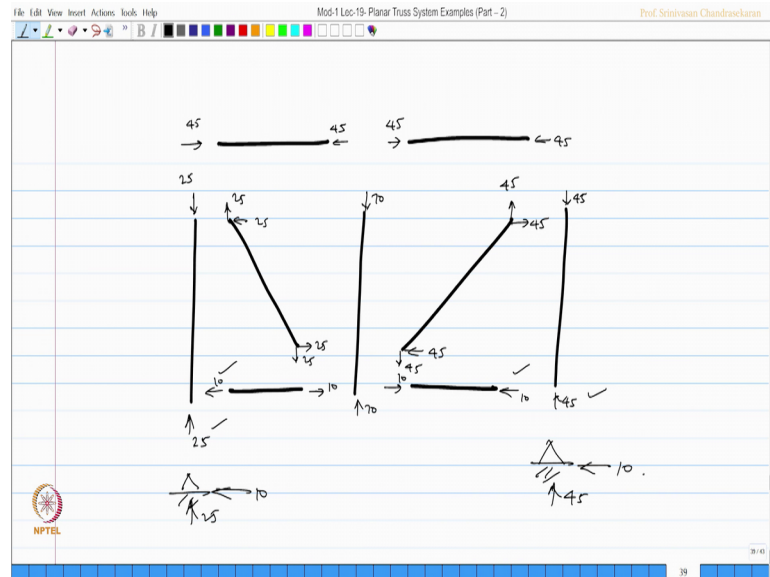 File Edit View Insert Actions Tools Help
Mod-1 Lec-19- Planar Truss System Examples (Part – 2)
Prof. Srinivasan Chandrasekaran
B I
45 45 45 45
25 25 70 45 45
25 45
25 45
25 45
10 10 10 10
25 70 45
10 10
25 45
NPTEL
39 / 43
39